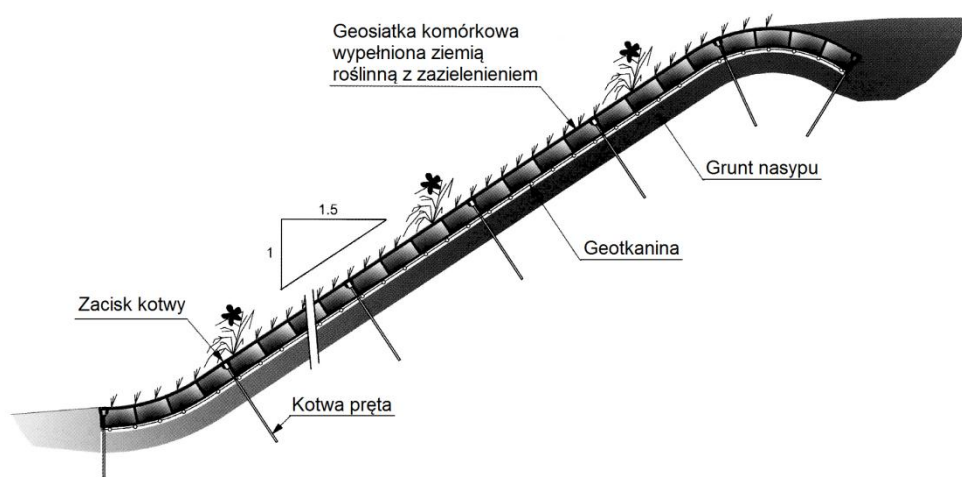 Geosiatka komórkowa
wypełniona ziemią
roślinną z zazielenieniem
Grunt nasypu
1.5
1
Geotkanina
Zacisk kotwy
Kotwa pręta